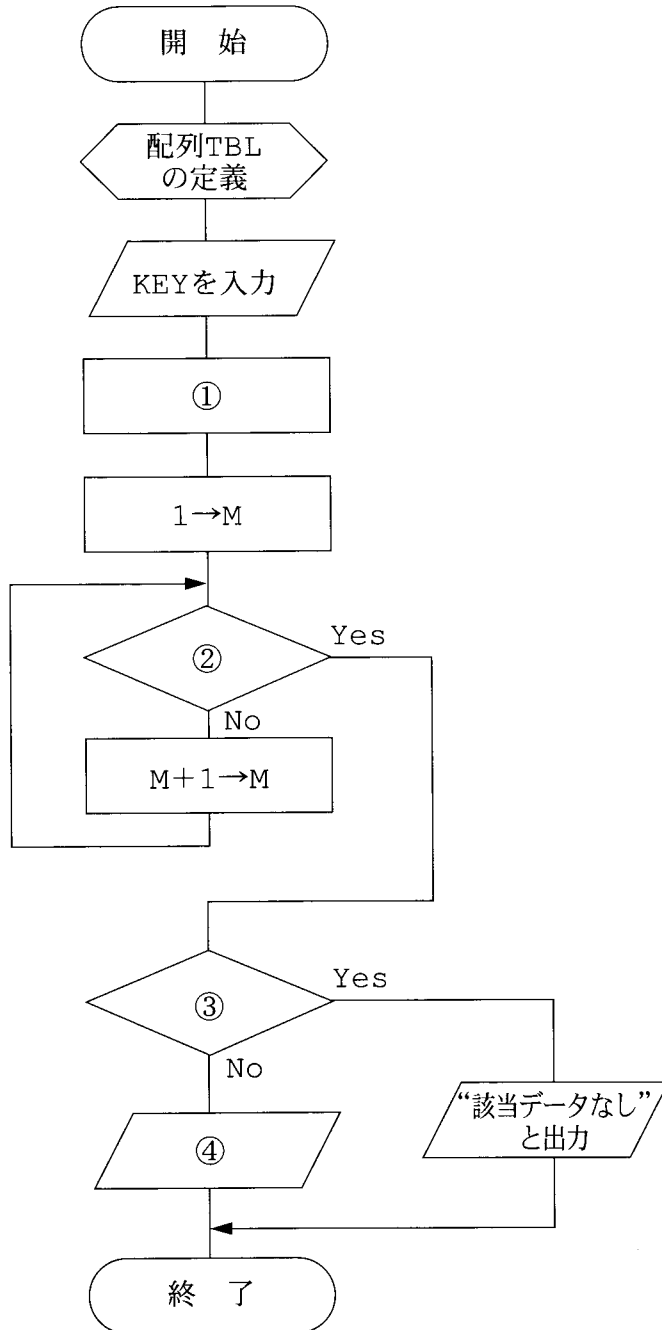 開 始
配列TBL
の定義
KEYを入力
①
1→M
②
Yes
No
M+1→M
③
Yes
No
“該当データなし”
と出力
④
終 了